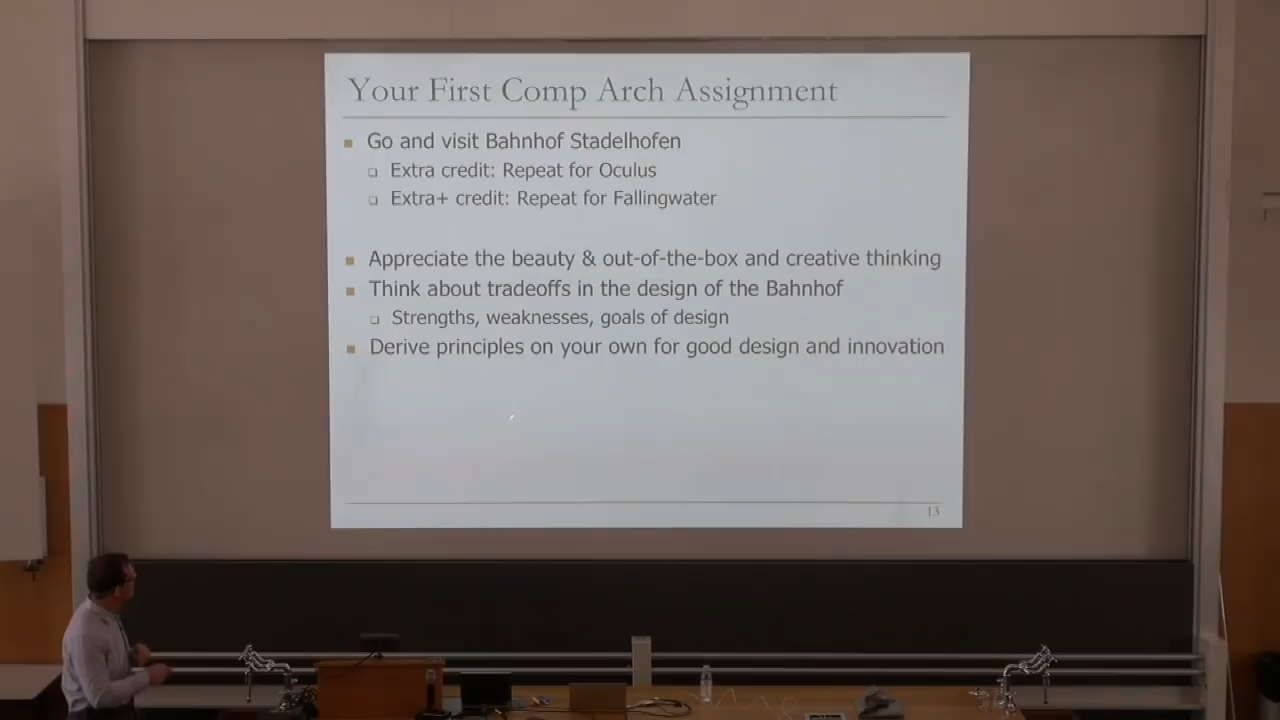 Your First Comp Arch Assignment
Go and visit Bahnhof Stadelhofen
Extra credit: Repeat for Oculus
Extra+ credit: Repeat for Fallingwater
Appreciate the beauty & out-of-the-box and creative thinking
Think about tradeoffs in the design of the Bahnhof
Strengths, weaknesses, goals of design
Derive principles on your own for good design and innovation
13